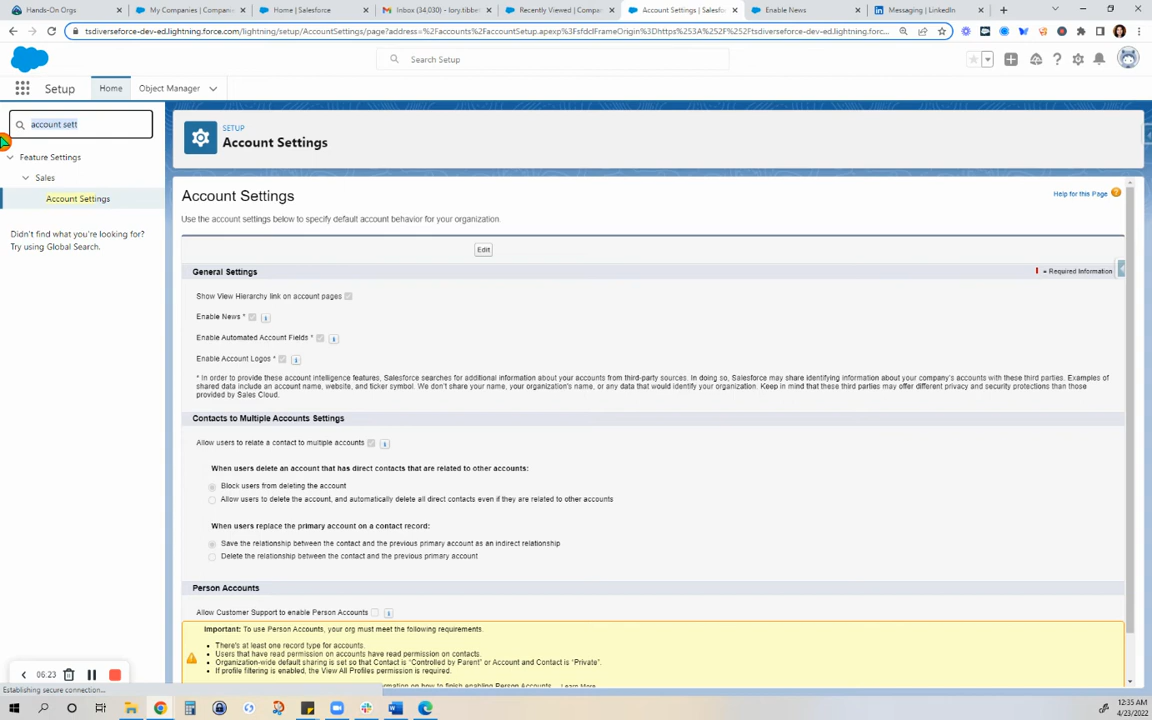 Hands-On Orgs
My Companies | Companie
Home | Salesforce
Inbox (34,030) - lory.tibbet
Recently Viewed | Compa
Account Settings | Salesfo
Enable News
Messaging | LinkedIn
tsdiverseforce-dev-ed.lightning.force.com/lightning/setup/AccountSettings/page?address=%2Faccounts%2FaccountSetup.apexp%3FsfdcIFrameOrigin%3Dhttps%253A%252F%252Ftsdiverseforce-dev-ed.lightning.force.c...
Search Setup
Setup
Home
Object Manager
account sett
Feature Settings
Sales
Account Settings
Didn't find what you're looking for?
Try using Global Search.
SETUP
Account Settings
Account Settings
Help for this Page
Use the account settings below to specify default account behavior for your organization.
Edit
General Settings
= Required Information
Show View Hierarchy link on account pages
Enable News *
Enable Automated Account Fields *
Enable Account Logos *
* In order to provide these account intelligence features, Salesforce searches for additional information about your accounts from third-party sources. In doing so, Salesforce may share identifying information about your company's accounts with these third parties. Examples of
shared data include an account name, website, and ticker symbol. We don't share your name, your organization's name, or any data that would identify your organization. Keep in mind that these third parties may offer different privacy and security protections than those
provided by Sales Cloud.
Contacts to Multiple Accounts Settings
Allow users to relate a contact to multiple accounts
When users delete an account that has direct contacts that are related to other accounts:
Block users from deleting the account
Allow users to delete the account, and automatically delete all direct contacts even if they are related to other accounts
When users replace the primary account on a contact record:
Save the relationship between the contact and the previous primary account as an indirect relationship
Delete the relationship between the contact and the previous primary account
Person Accounts
Allow Customer Support to enable Person Accounts
Important: To use Person Accounts, your org must meet the following requirements.
• There's at least one record type for accounts.
• Users that have read permission on accounts have read permission on contacts.
• Organization-wide default sharing is set so that Contact is "Controlled by Parent" or Account and Contact is "Private".
• If profile filtering is enabled, the View All Profiles permission is required.
rmation on how to finish enabling Person Accounts. Learn More
06:23
Establishing secure connection...
12:35 AM
4/23/2022